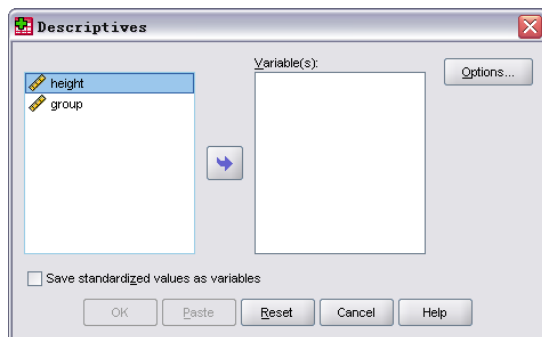 Descriptives
Variable(s):
height
group
Options...
Save standardized values as variables
OK
Paste
Reset
Cancel
Help